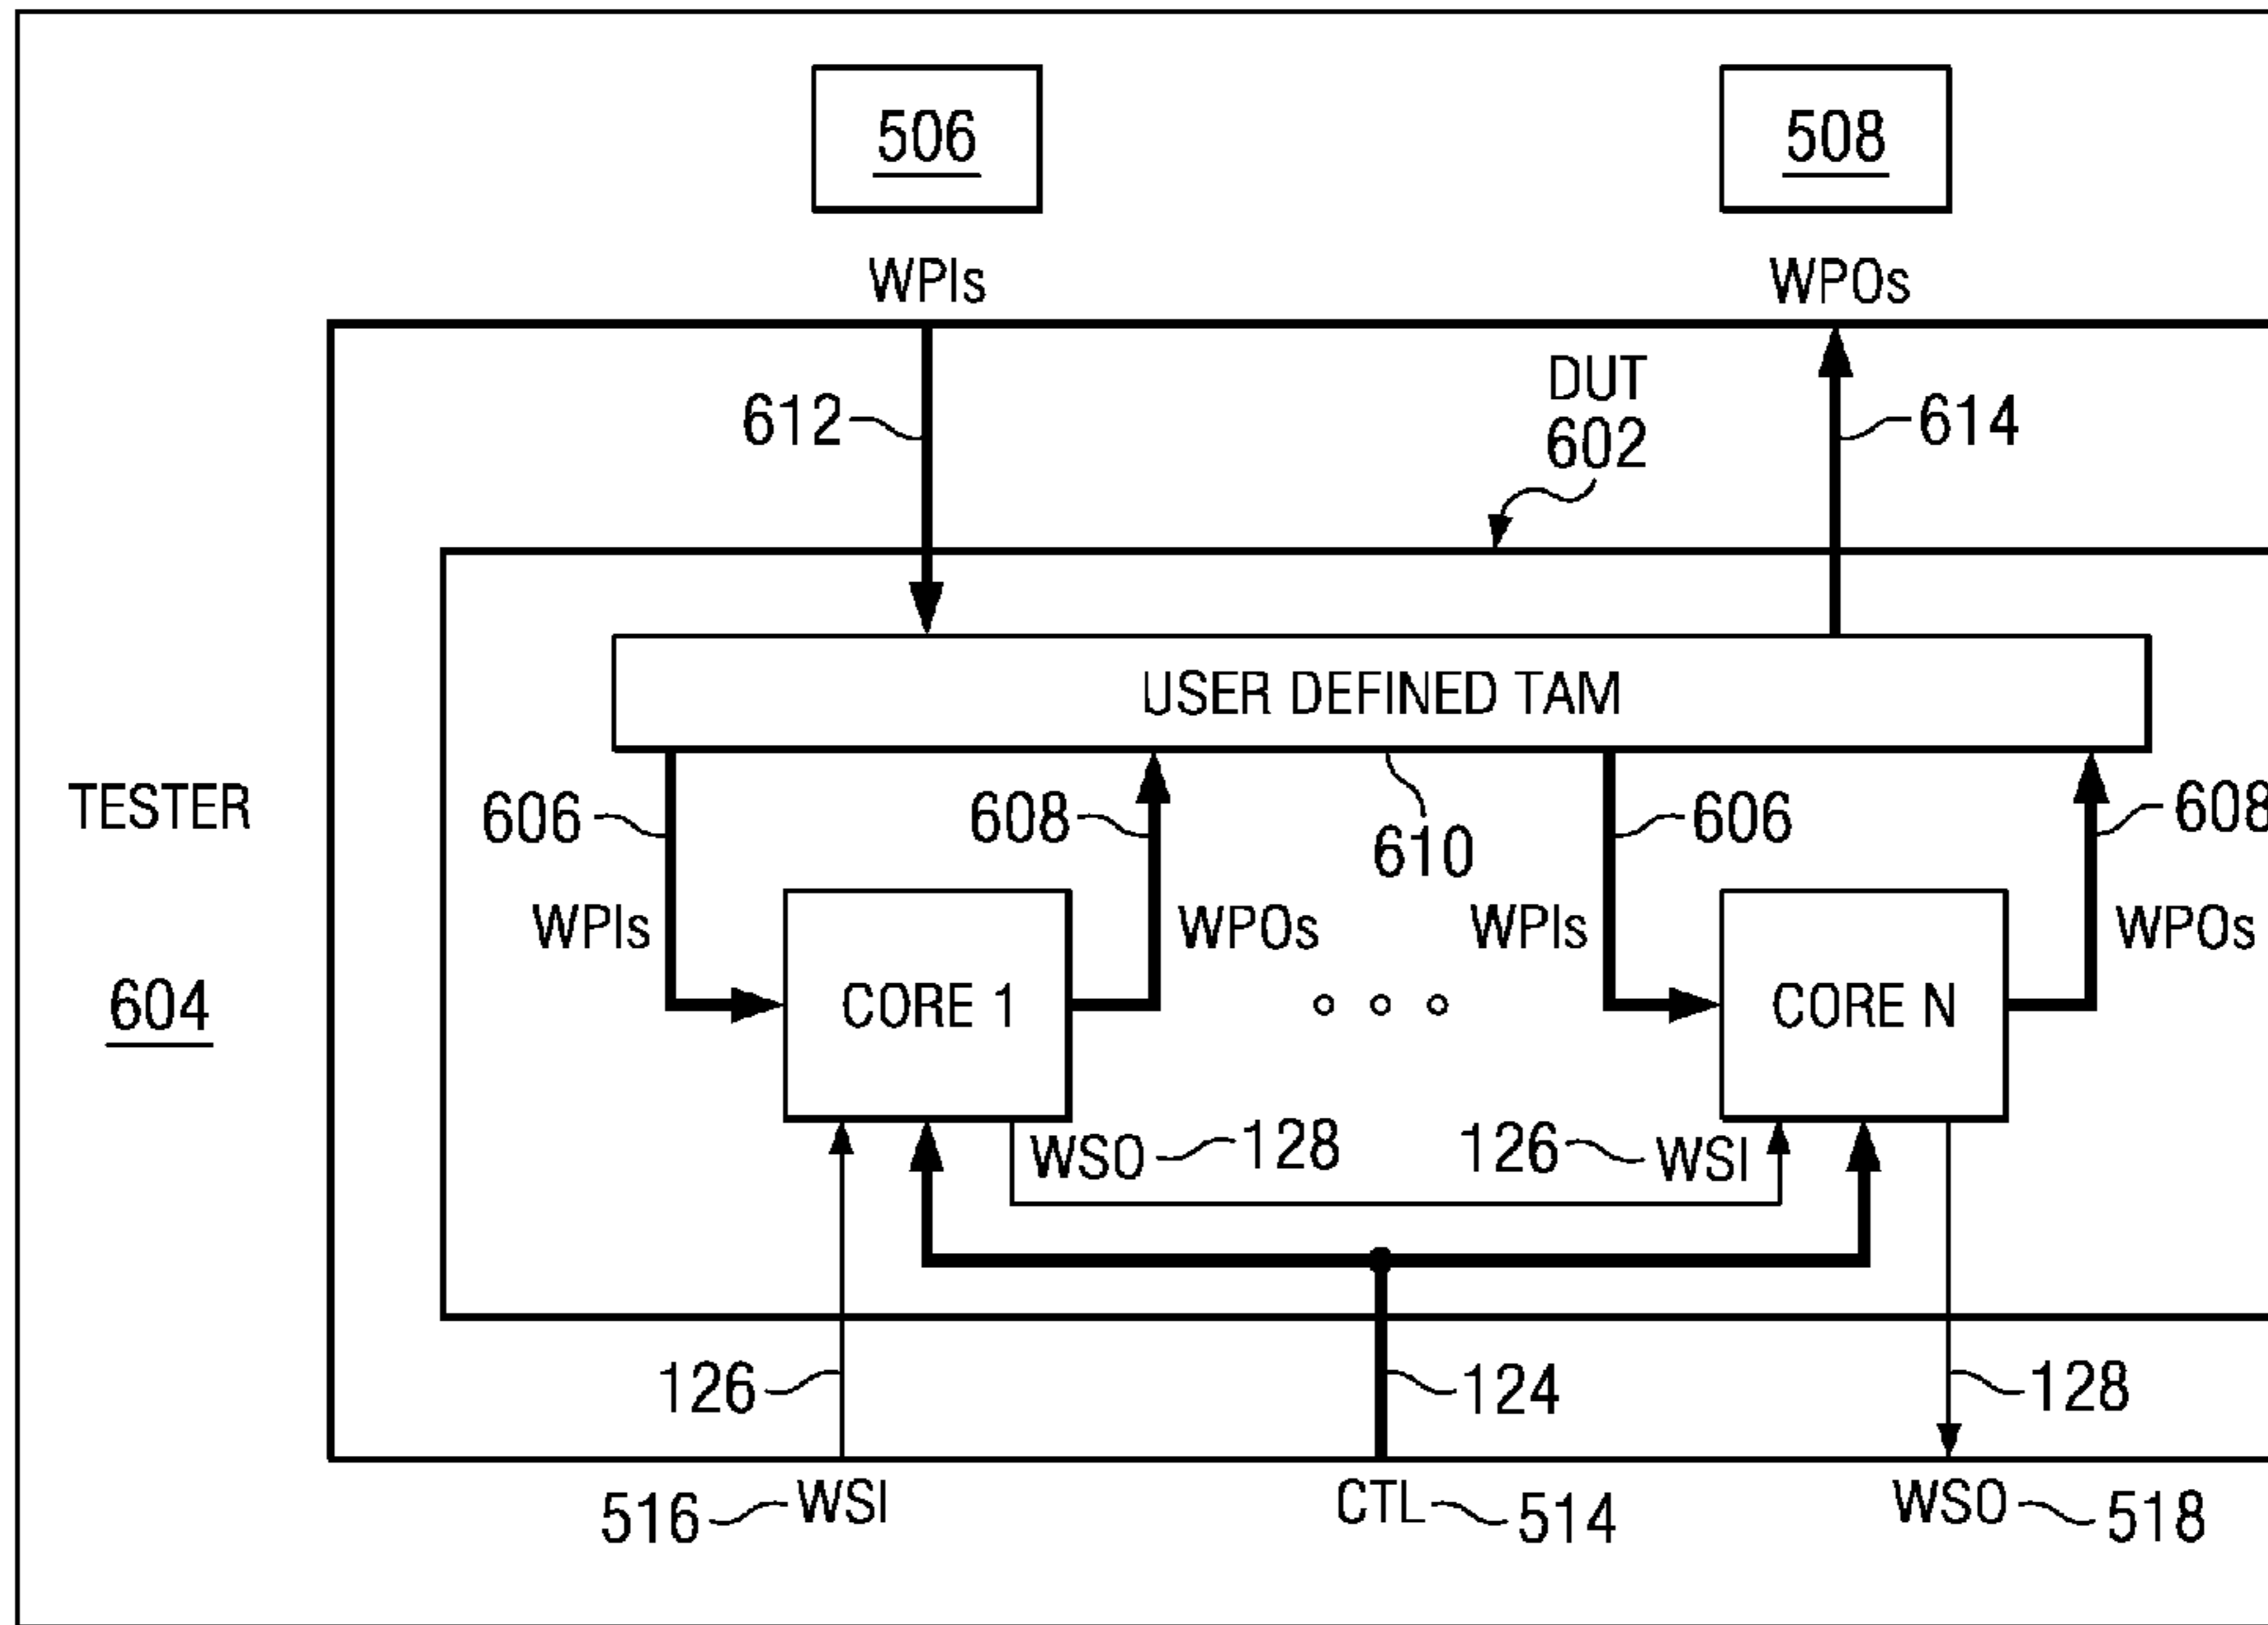 506
508
WPIs
WPOs
DUT
602
612
614
USER DEFINED TAM
TESTER
606
608
610
606
608
WPIs
WPOs
WPIs
WPOs
604
CORE 1
CORE N
WSO
128
126
WSI
126
124
128
516
WSI
CTL
514
WSO
518